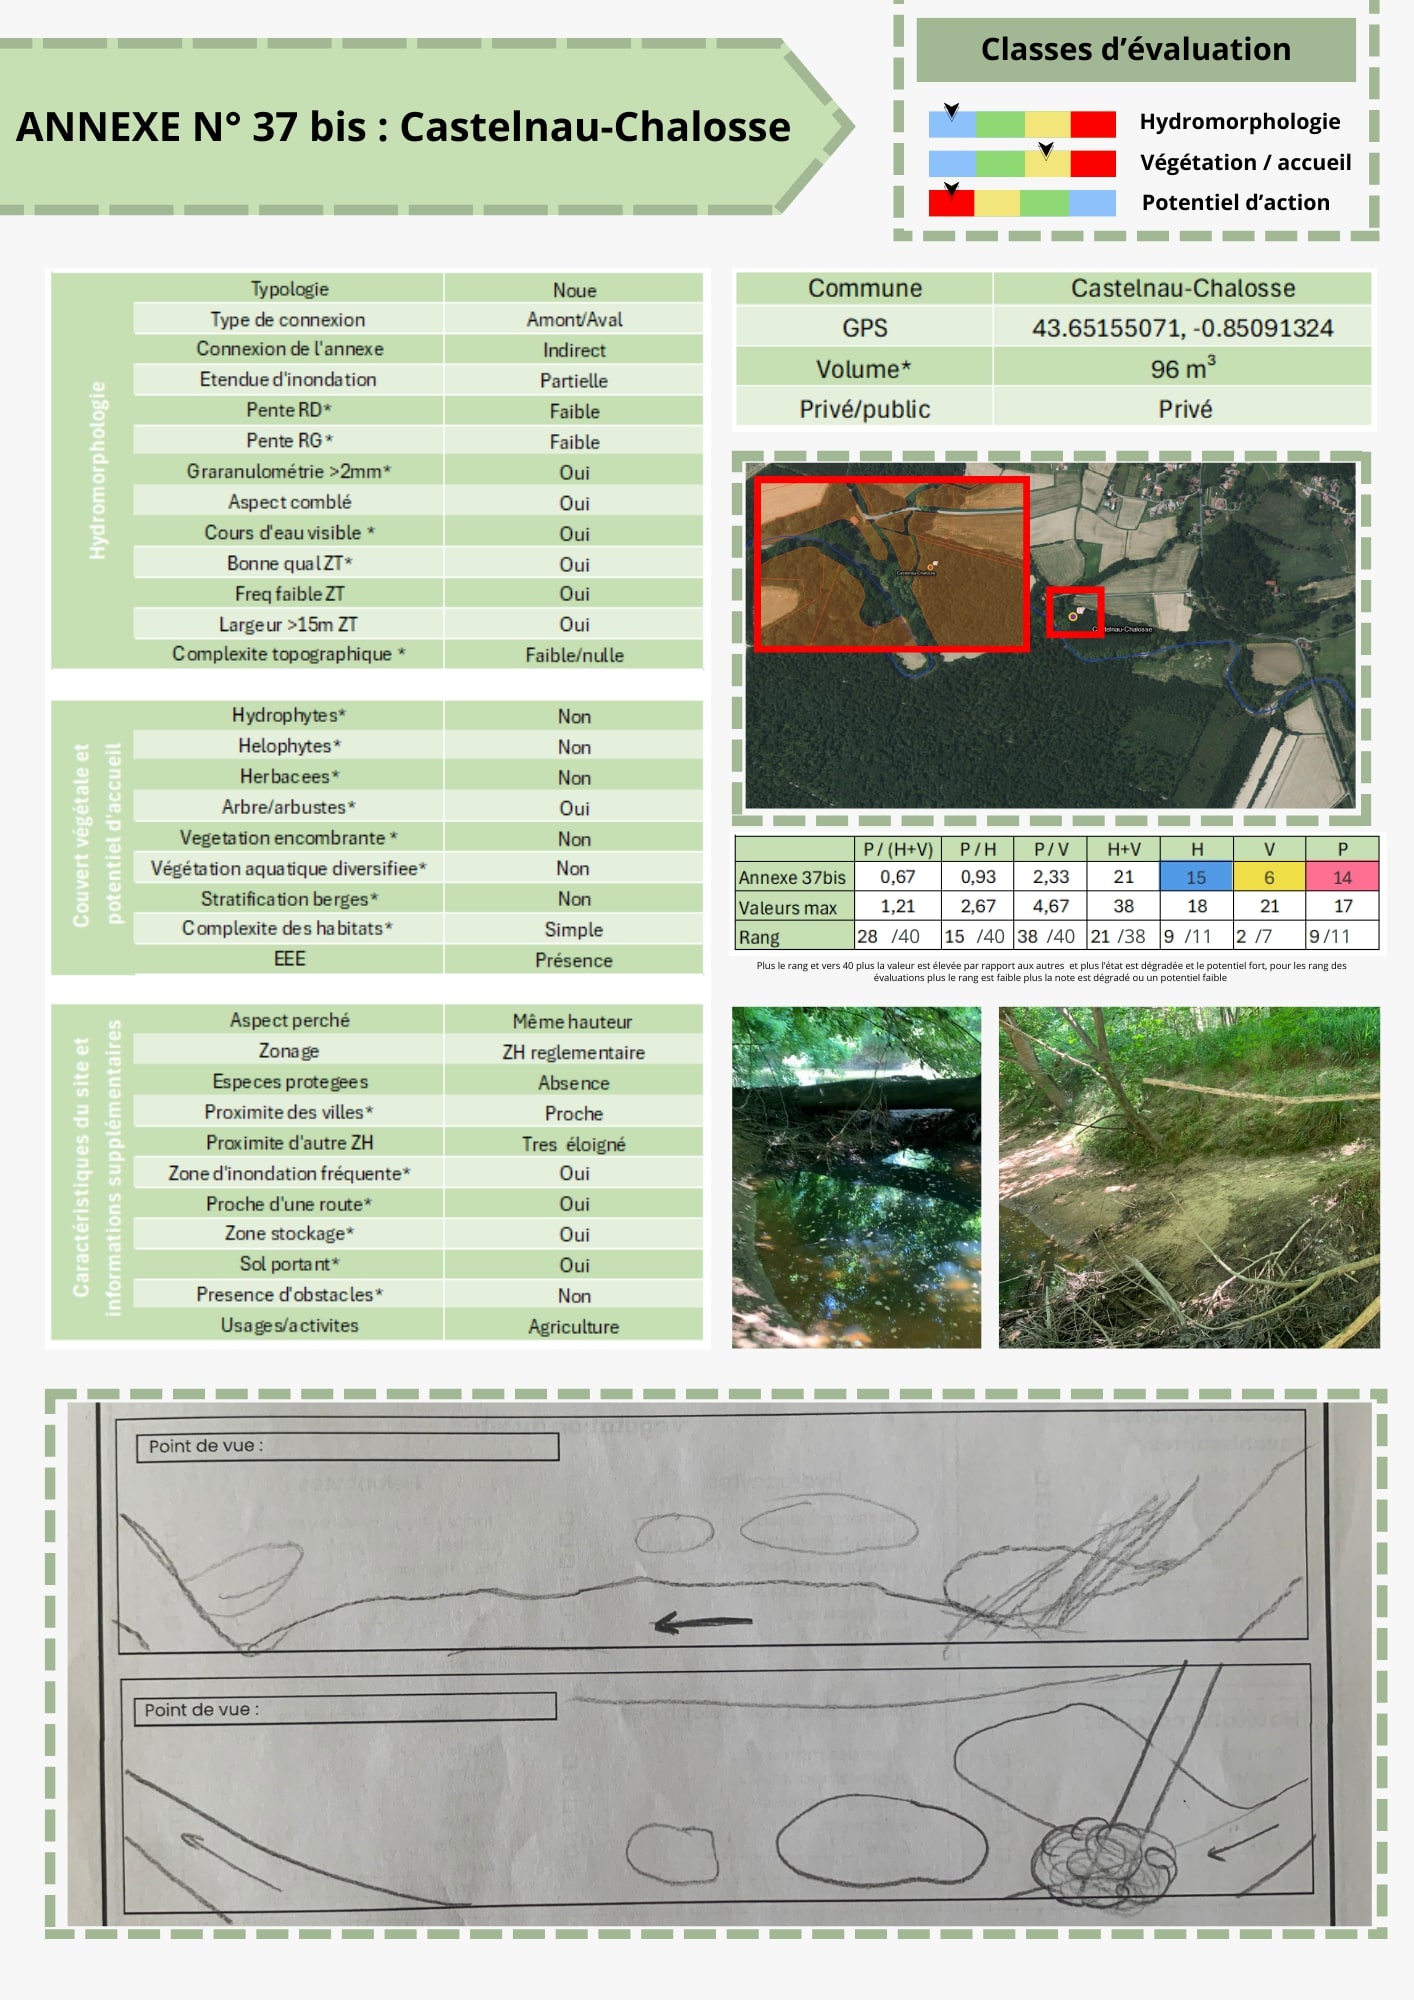 ANNEXE N° 37 bis : Castelnau-Chalosse
Classes d’évaluation
Hydromorphologie
Végétation / accueil
Potentiel d’action
Hydromorphologie
Typologie Noue
Type de connexion Amont/Aval
Connexion de l'annexe Indirect
Etendue d'inondation Partielle
Pente RD* Faible
Pente RG* Faible
Graranulométrie >2mm* Oui
Aspect comblé Oui
Cours d'eau visible * Oui
Bonne qual ZT* Oui
Freq faible ZT Oui
Largeur >15m ZT Oui
Complexite topographique * Faible/nulle
Couvert végétale et
potentiel d'accueil
Hydrophytes* Non
Helophytes* Non
Herbacees* Non
Arbre/arbustes* Oui
Vegetation encombrante * Non
Végétation aquatique diversifiee* Non
Stratification berges* Non
Complexite des habitats* Simple
EEE Présence
Caractéristiques du site et
informations supplémentaires
Aspect perché Même hauteur
Zonage ZH reglementaire
Especes protegees Absence
Proximite des villes* Proche
Proximite d'autre ZH Tres éloigné
Zone d'inondation fréquente* Oui
Proche d'une route* Oui
Zone stockage* Oui
Sol portant* Oui
Presence d'obstacles* Non
Usages/activites Agriculture
Commune Castelnau-Chalosse
GPS 43.65155071, -0.85091324
Volume* 96 m³
Privé/public Privé
Castelnau-Chalosse
Castelnau-Chalosse
P / (H+V) P / H P / V H+V H V P
Annexe 37bis 0,67 0,93 2,33 21 15 6 14
Valeurs max 1,21 2,67 4,67 38 18 21 17
Rang 28 /40 15 /40 38 /40 21 /38 9 /11 2 /7 9 /11
Plus le rang et vers 40 plus la valeur est élevée par rapport aux autres et plus l'état est dégradée et le potentiel fort, pour les rang des
évaluations plus le rang est faible plus la note est dégradé ou un potentiel faible
Point de vue :
Point de vue :